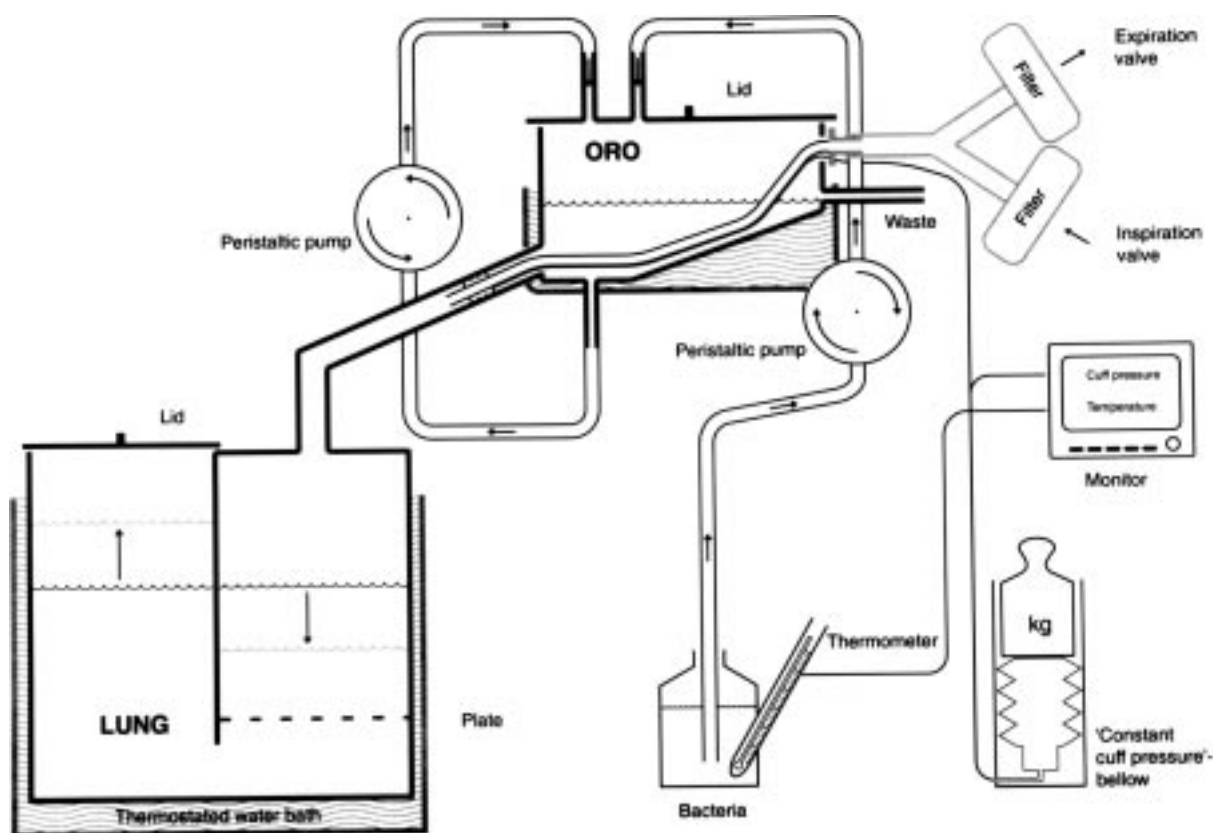 Expiration
valve
Filter
Lid
ORO
Filter
Peristaltic pump
Waste
Inspiration
valve
Peristaltic pump
Cuff pressure
Temperature
Lid
Monitor
kg
Thermometer
LUNG
Plate
'Constant
cuff pressure'-
bellow
Thermostated water bath
Bacteria